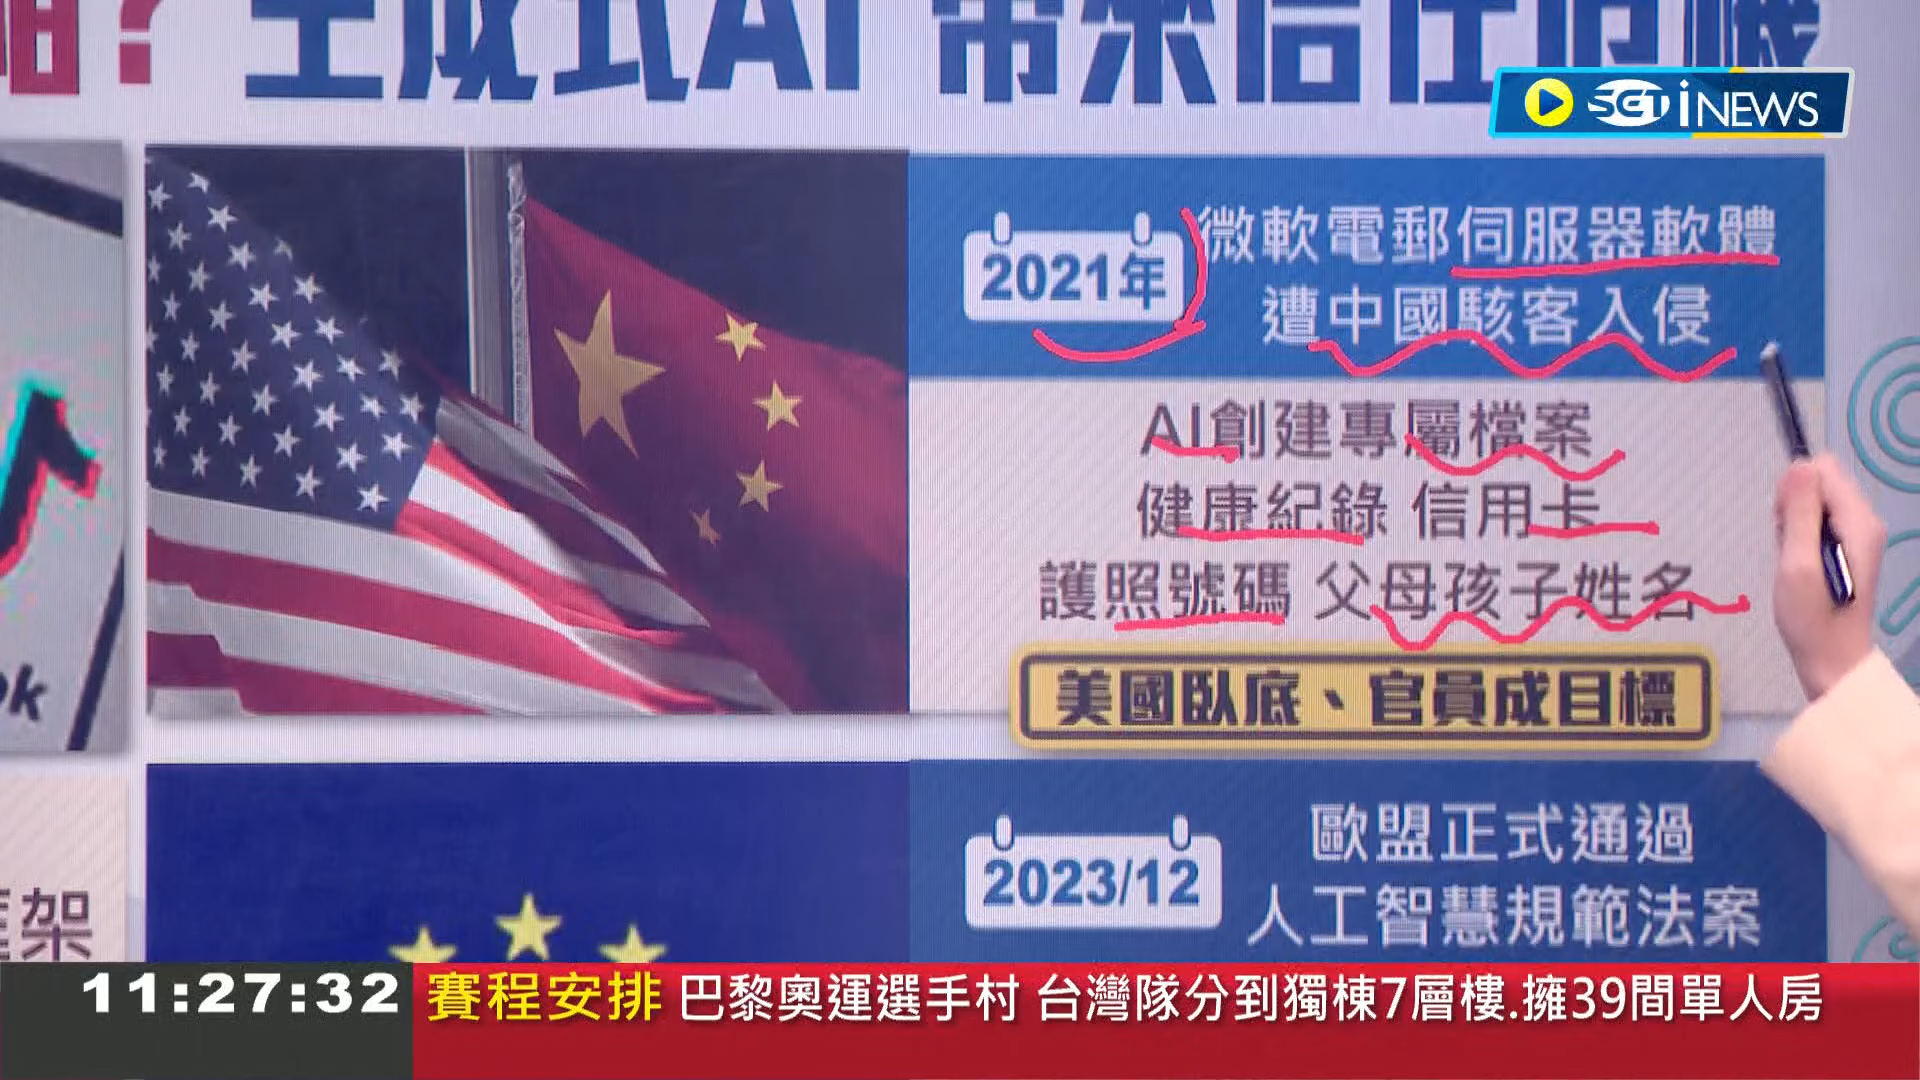 ？生成式AI 帶來信任危機
SET iNEWS
2021年
微軟電郵伺服器軟體
遭中國駭客入侵
AI創建專屬檔案
健康紀錄 信用卡
護照號碼 父母孩子姓名
美國臥底、官員成目標
ok
2023/12
歐盟正式通過
人工智慧規範法案
框架
11:27:32
賽程安排 巴黎奧運選手村 台灣隊分到獨棟7層樓.擁39間單人房